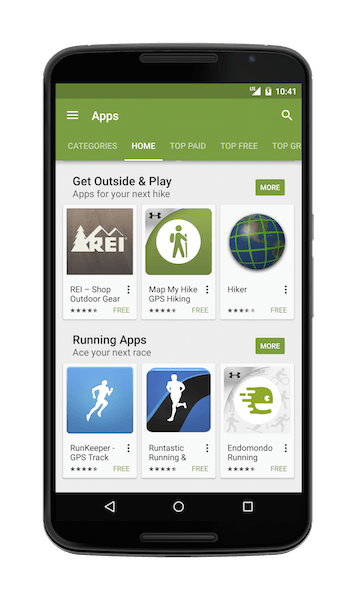 10:41
Apps
CATEGORIES HOME TOP PAID TOP FREE TOP GR
Get Outside & Play
Apps for your next hike
MORE
REI
REI – Shop
Outdoor Gear
FREE
Map My Hike
GPS Hiking
FREE
Hiker
FREE
Running Apps
Ace your next race
MORE
RunKeeper -
GPS Track
FREE
Runtastic
Running &
FREE
Endomondo
Running
FREE